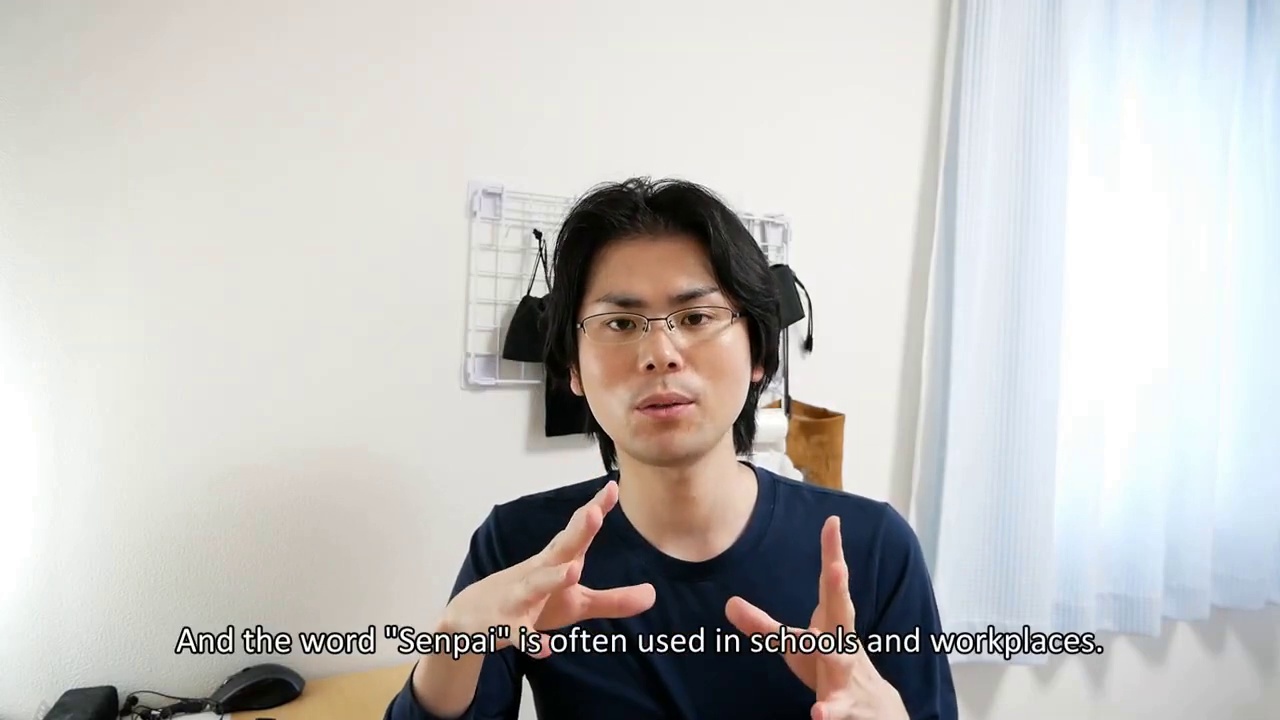 And the word "Senpai" is often used in schools and workplaces.